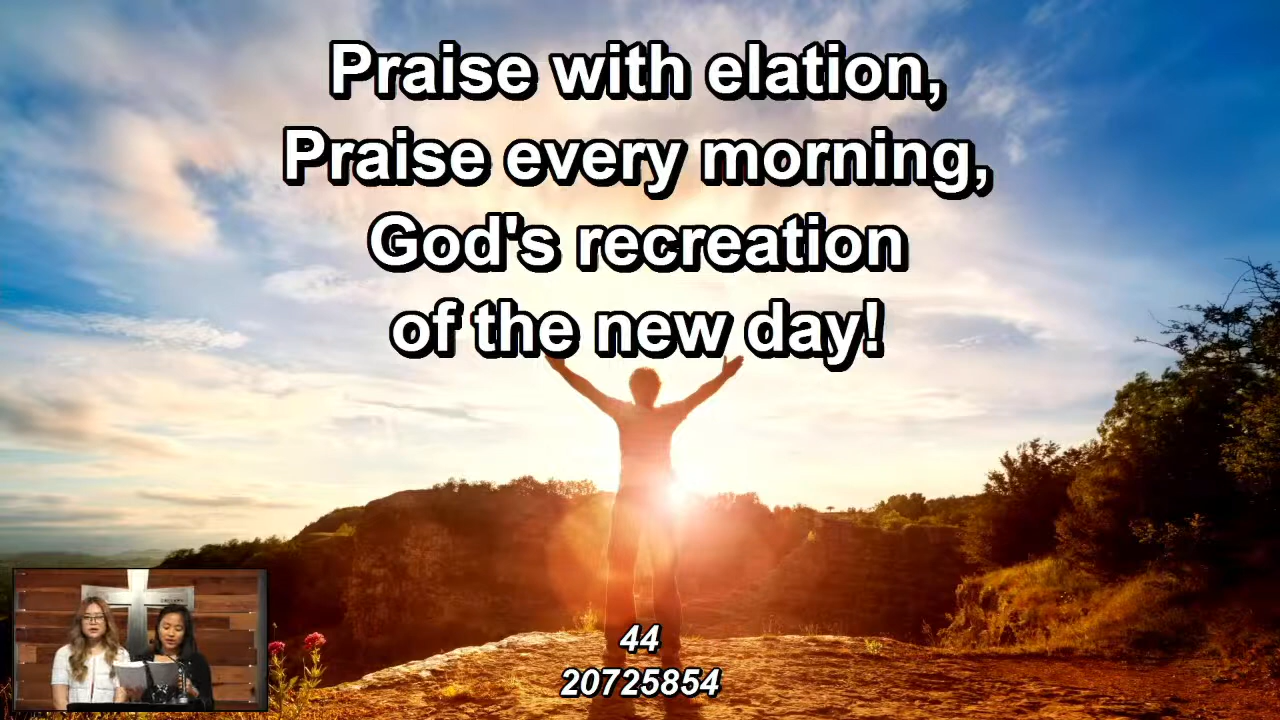 Praise with elation,
Praise every morning,
God's recreation
of the new day!
44
20725854